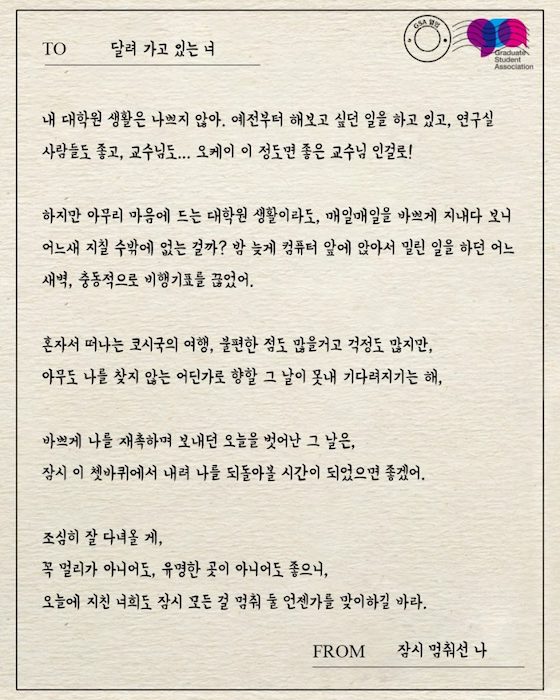 TO 달려 가고 있는 너
GSA 열인
Graduate
Student
Association
내 대학원 생활은 나쁘지 않아. 예전부터 해보고 싶던 일을 하고 있고, 연구실
사람들도 좋고, 교수님도... 오케이 이 정도면 좋은 교수님 인걸로!
하지만 아무리 마음에 드는 대학원 생활이라도, 매일매일을 바쁘게 지내다 보니
어느새 지칠 수밖에 없는 걸까? 밤 늦게 컴퓨터 앞에 앉아서 밀린 일을 하던 어느
새벽, 충동적으로 비행기표를 끊었어.
혼자서 떠나는 코시국의 여행, 불편한 점도 많을거고 걱정도 많지만,
아무도 나를 찾지 않는 어딘가로 향할 그 날이 못내 기다려지기는 해,
바쁘게 나를 재촉하며 보내던 오늘을 벗어난 그 날은,
잠시 이 쳇바퀴에서 내려 나를 되돌아볼 시간이 되었으면 좋겠어.
조심히 잘 다녀올 게,
꼭 멀리가 아니어도, 유명한 곳이 아니어도 좋으니,
오늘에 지친 너희도 잠시 모든 걸 멈춰 둘 언젠가를 맞이하길 바라.
FROM 잠시 멈춰선 나